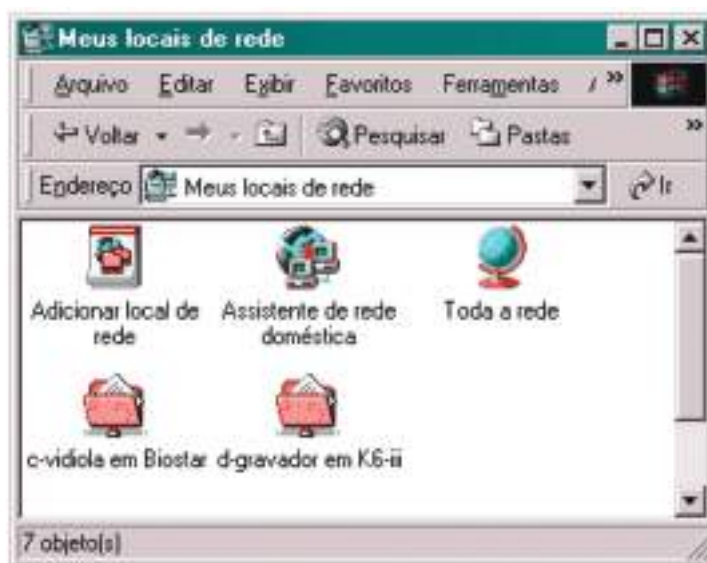 Meus locais de rede
Arquivo Editar Exibir Favoritos Ferramentas »
Voltar Pesquisar Pastas »
Endereço Meus locais de rede Ir
Adicionar local de rede
Assistente de rede doméstica
Toda a rede
c-vidiola em Biostar d-gravador em K6-iii
7 objeto(s)